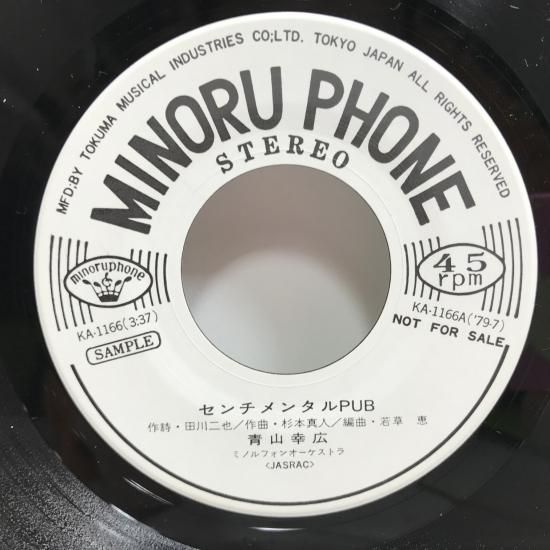 MFD;BY TOKUMA MUSICAL INDUSTRIES CO;LTD. TOKYO JAPAN ALL RIGHTS RESERVED
MINORU PHONE
STEREO
minoruphone
45
rpm
KA-1166(3:37)
KA-1166A('79-7)
SAMPLE
NOT FOR SALE
センチメンタルPUB
作詩・田川二也/作曲・杉本真人/編曲・若草 恵
青山幸広
ミノルフォンオーケストラ
<JASRAC>